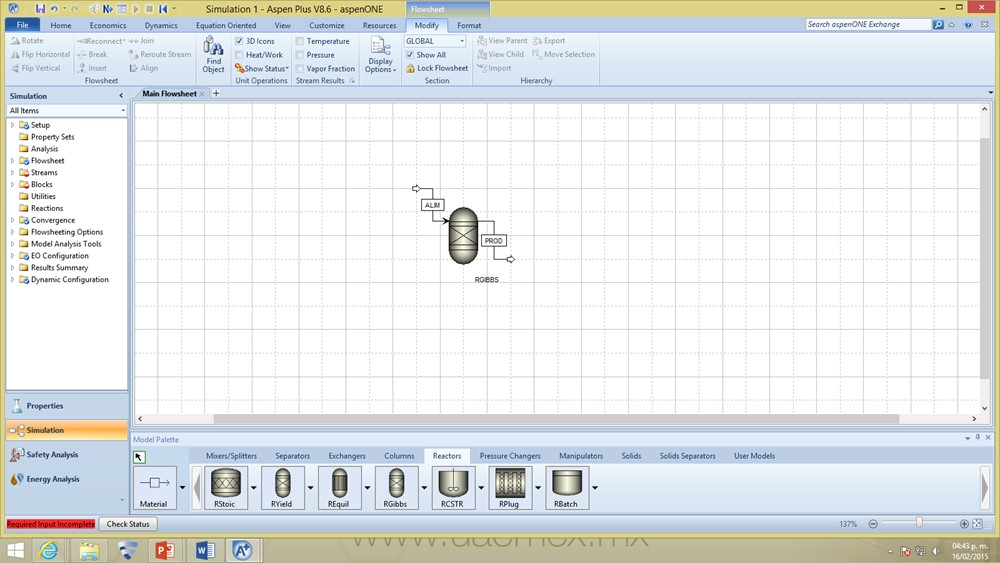 Simulation 1 - Aspen Plus V8.6 - aspenONE
Flowsheet
File Home Economics Dynamics Equation Oriented View Customize Resources Modify Format
Search aspenONE Exchange
Rotate Reconnect Join
Flip Horizontal Break Reroute Stream
Flip Vertical Insert Align
Flowsheet
Find Object
3D Icons
Heat/Work
Show Status
Unit Operations
Temperature
Pressure
Vapor Fraction
Stream Results
Display Options
GLOBAL
Show All
Lock Flowsheet
Section
View Parent Export
View Child Move Selection
Import
Hierarchy
Simulation
All Items
Setup
Property Sets
Analysis
Flowsheet
Streams
Blocks
Utilities
Reactions
Convergence
Flowsheeting Options
Model Analysis Tools
EO Configuration
Results Summary
Dynamic Configuration
Properties
Simulation
Safety Analysis
Energy Analysis
Main Flowsheet
ALIM
PROD
RGIBBS
Model Palette
Mixers/Splitters Separators Exchangers Columns Reactors Pressure Changers Manipulators Solids Solids Separators User Models
Material RStoic RYield REquil RGibbs RCSTR RPlug RBatch
Required Input Incomplete Check Status
137%
04:43 p. m.
16/02/2015